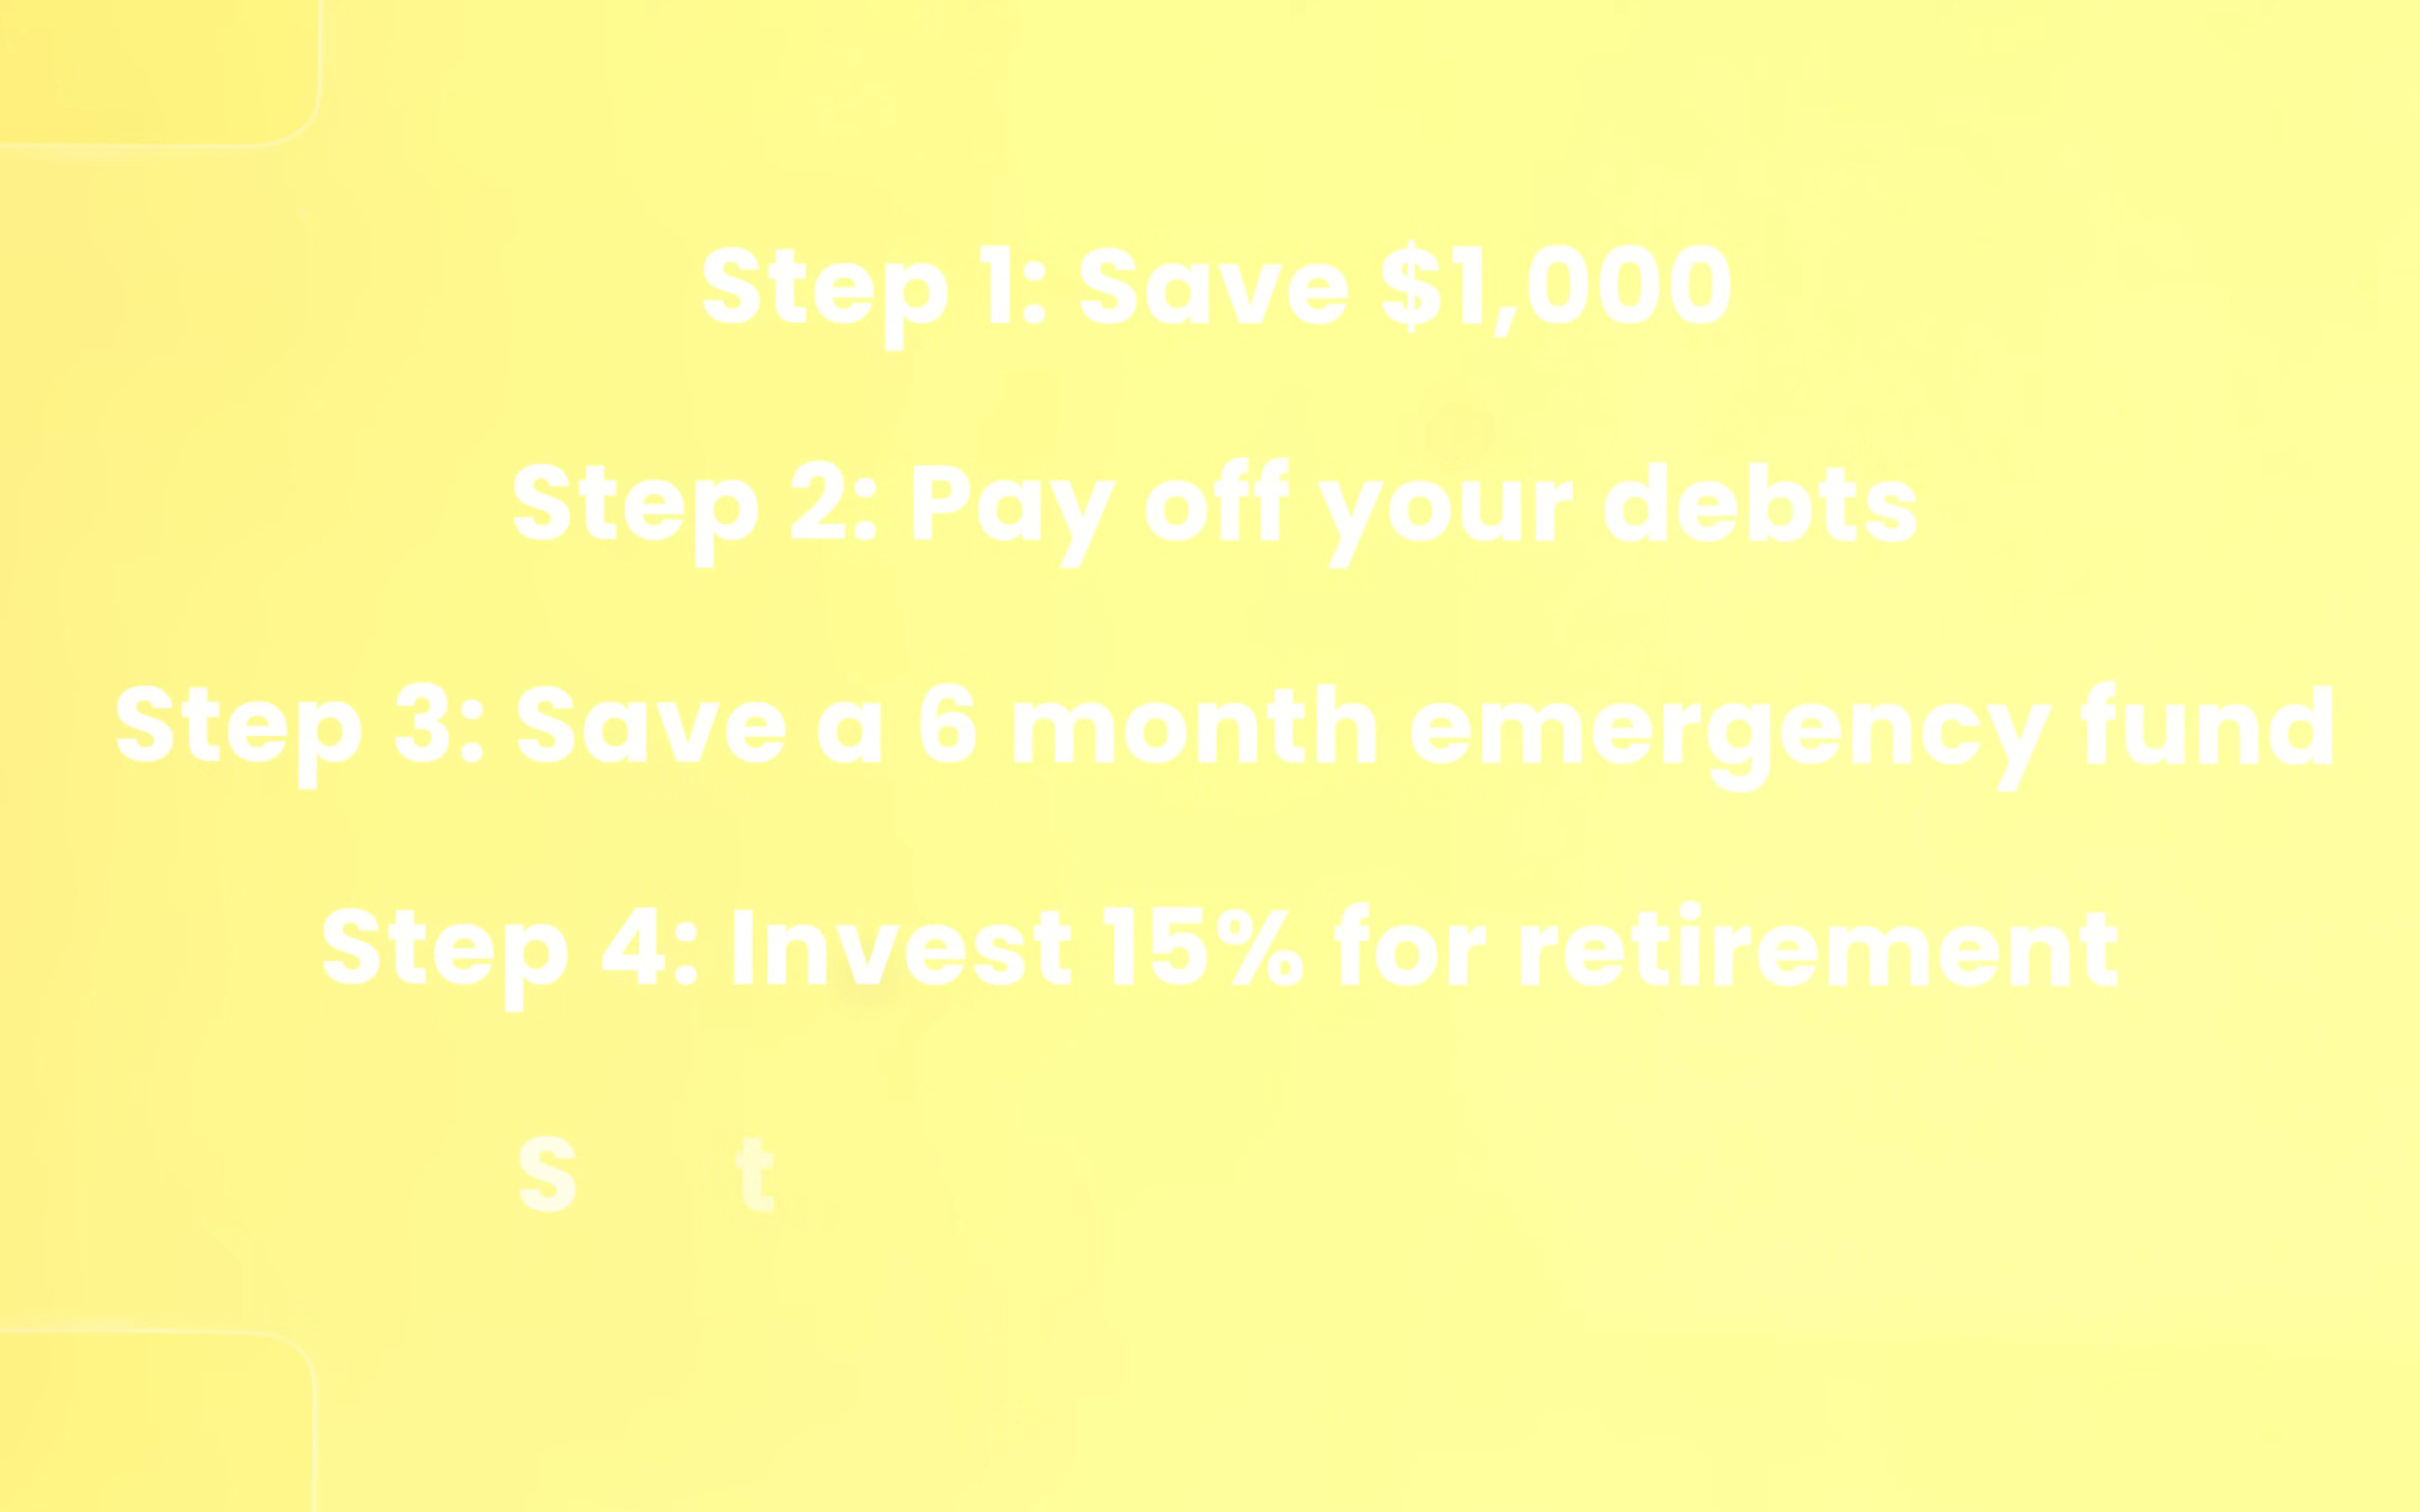 Step 1: Save $1,000
Step 2: Pay off your debts
Step 3: Save a 6 month emergency fund
Step 4: Invest 15% for retirement
S t